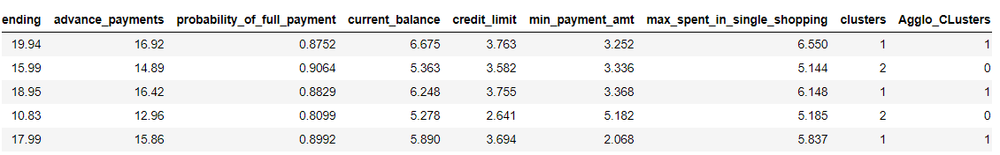 ending advance_payments probability_of_full_payment current_balance credit_limit min_payment_amt max_spent_in_single_shopping clusters Agglo_CLusters
19.94 16.92 0.8752 6.675 3.763 3.252 6.550 1 1
15.99 14.89 0.9064 5.363 3.582 3.336 5.144 2 0
18.95 16.42 0.8829 6.248 3.755 3.368 6.148 1 1
10.83 12.96 0.8099 5.278 2.641 5.182 5.185 2 0
17.99 15.86 0.8992 5.890 3.694 2.068 5.837 1 1